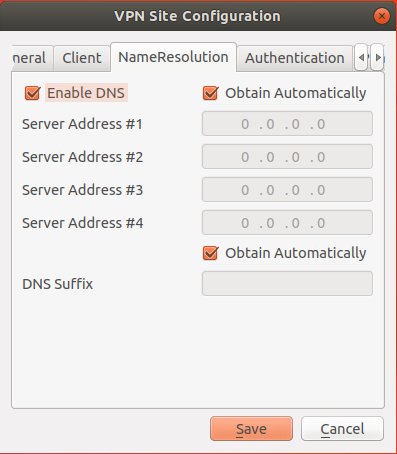 VPN Site Configuration
neral Client NameResolution Authentication
Enable DNS Obtain Automatically
Server Address #1 0 . 0 . 0 . 0
Server Address #2 0 . 0 . 0 . 0
Server Address #3 0 . 0 . 0 . 0
Server Address #4 0 . 0 . 0 . 0
Obtain Automatically
DNS Suffix
Save Cancel